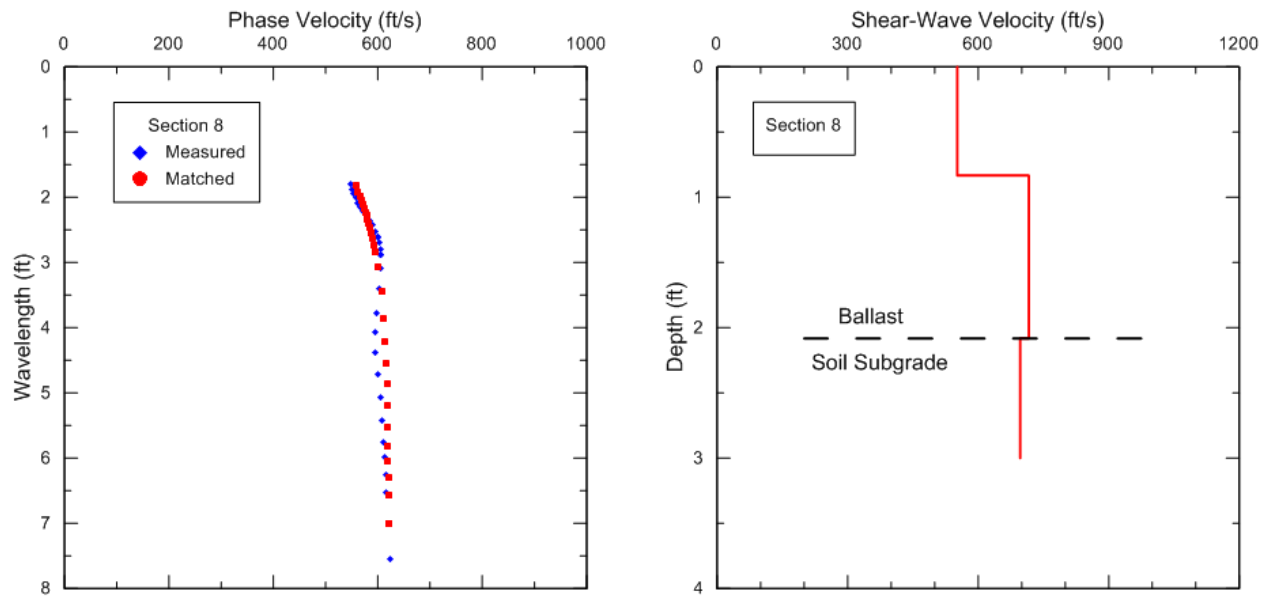 Phase Velocity (ft/s)
0 200 400 600 800 1000
0
1
2
3
4
5
6
7
8
Wavelength (ft)
Section 8
Measured
Matched
Shear-Wave Velocity (ft/s)
0 300 600 900 1200
0
1
2
3
4
Depth (ft)
Section 8
Ballast
Soil Subgrade